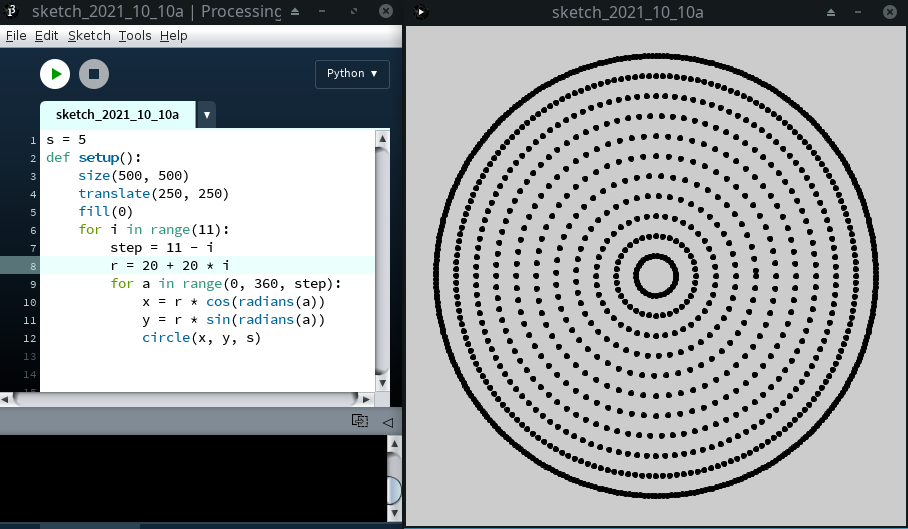 sketch_2021_10_10a | Processing
File Edit Sketch Tools Help
Python ▾
sketch_2021_10_10a ▾
1 s = 5
2 def setup():
3     size(500, 500)
4     translate(250, 250)
5     fill(0)
6     for i in range(11):
7         step = 11 - i
8         r = 20 + 20 * i
9         for a in range(0, 360, step):
10             x = r * cos(radians(a))
11             y = r * sin(radians(a))
12             circle(x, y, s)
13
14
sketch_2021_10_10a